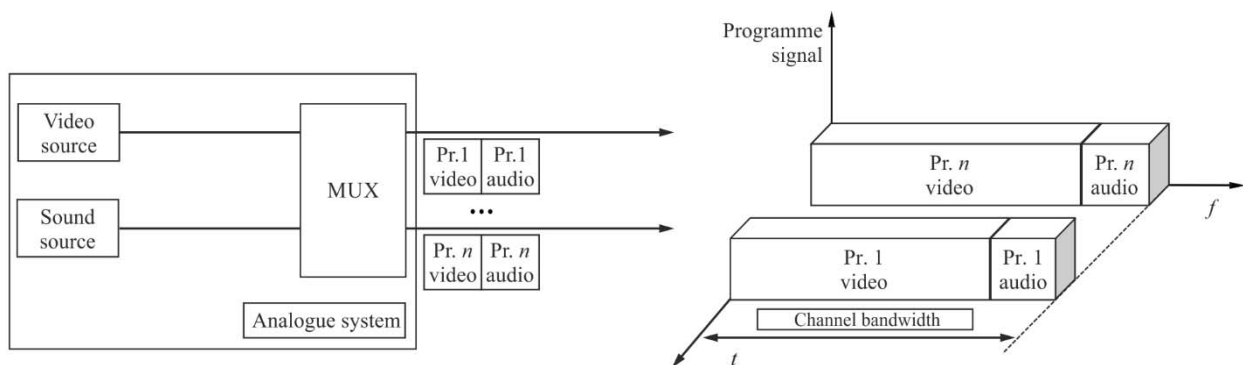 Video
source
Sound
source
MUX
Analogue system
Pr.1 Pr.1
video audio
...
Pr. n Pr. n
video audio
Programme
signal
Pr. n
video
Pr. n
audio
f
Pr. 1
video
Pr. 1
audio
Channel bandwidth
t